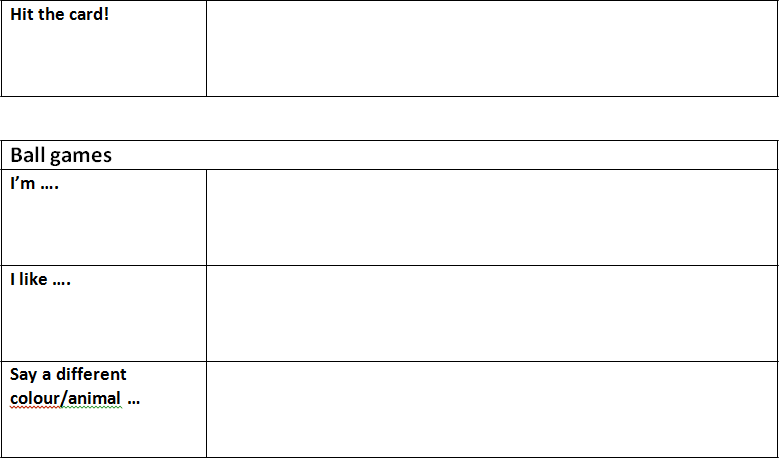 Hit the card!
Ball games
I’m ….
I like ….
Say a different
colour/animal …